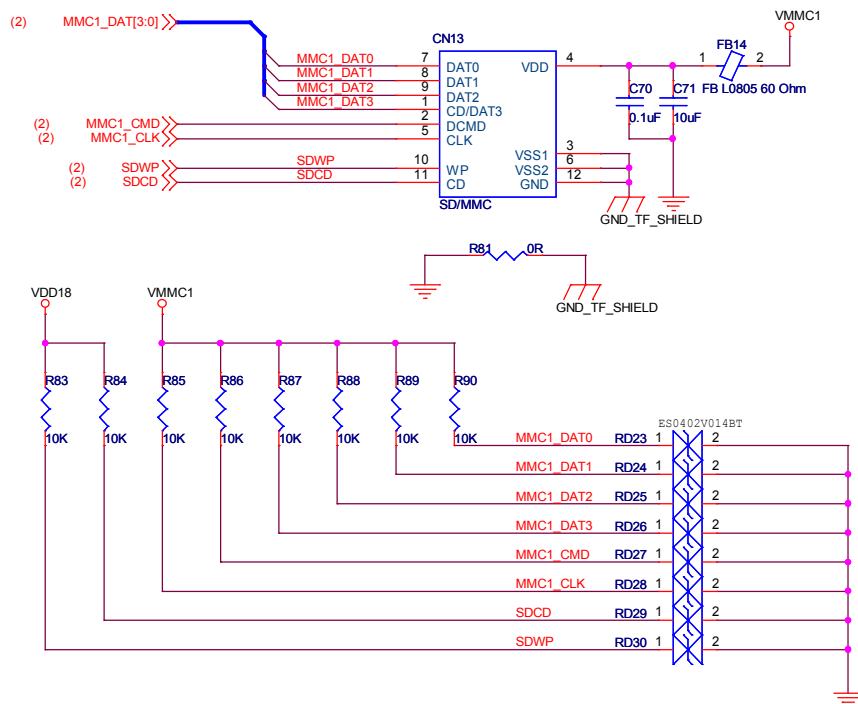 (2) MMC1_DAT[3:0]
VMMC1
CN13
MMC1_DAT0 7 DAT0 VDD 4 1 FB14 2
MMC1_DAT1 8 DAT1
MMC1_DAT2 9 DAT2 C70 C71 FB L0805 60 Ohm
MMC1_DAT3 1 CD/DAT3
(2) MMC1_CMD 2 DCMD 0.1uF 10uF
(2) MMC1_CLK 5 CLK
VSS1 3
(2) SDWP SDWP 10 WP VSS2 6
(2) SDCD SDCD 11 CD GND 12
SD/MMC
GND_TF_SHIELD
R81 0R
GND_TF_SHIELD
VDD18 VMMC1
R83 R84 R85 R86 R87 R88 R89 R90
10K 10K 10K 10K 10K 10K 10K 10K
ES0402V014BT
MMC1_DAT0 RD23 1 2
MMC1_DAT1 RD24 1 2
MMC1_DAT2 RD25 1 2
MMC1_DAT3 RD26 1 2
MMC1_CMD RD27 1 2
MMC1_CLK RD28 1 2
SDCD RD29 1 2
SDWP RD30 1 2